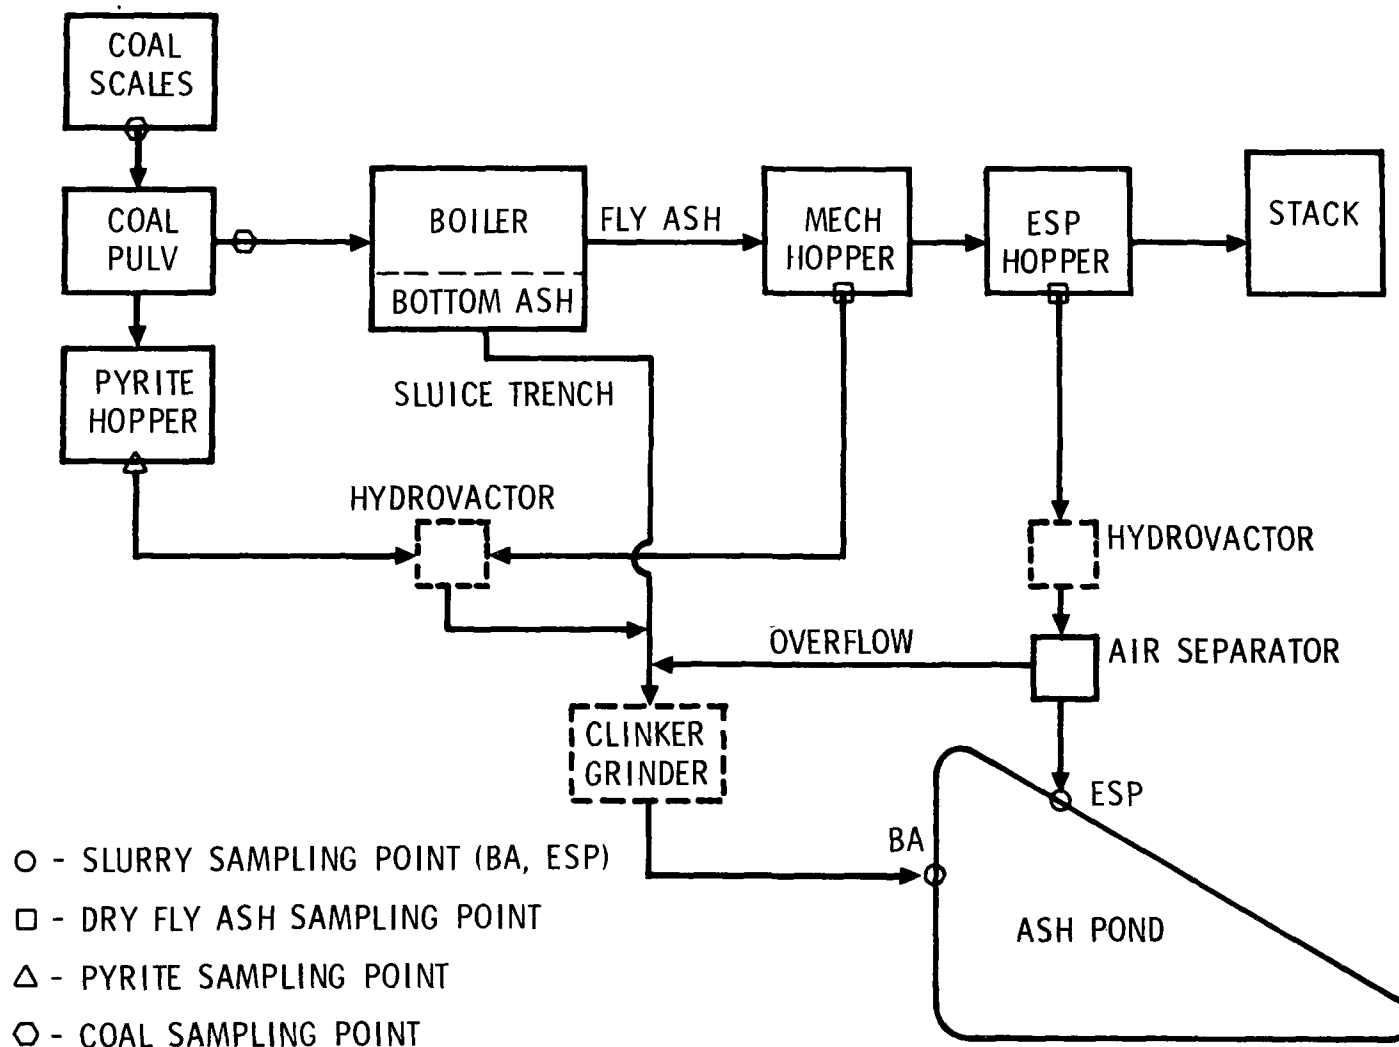 COAL
SCALES
COAL
PULV
BOILER
BOTTOM ASH
FLY ASH
MECH
HOPPER
ESP
HOPPER
STACK
PYRITE
HOPPER
SLUICE TRENCH
HYDROVACTOR
HYDROVACTOR
OVERFLOW
AIR SEPARATOR
CLINKER
GRINDER
ESP
BA
ASH POND
○ - SLURRY SAMPLING POINT (BA, ESP)
□ - DRY FLY ASH SAMPLING POINT
△ - PYRITE SAMPLING POINT
⬡ - COAL SAMPLING POINT